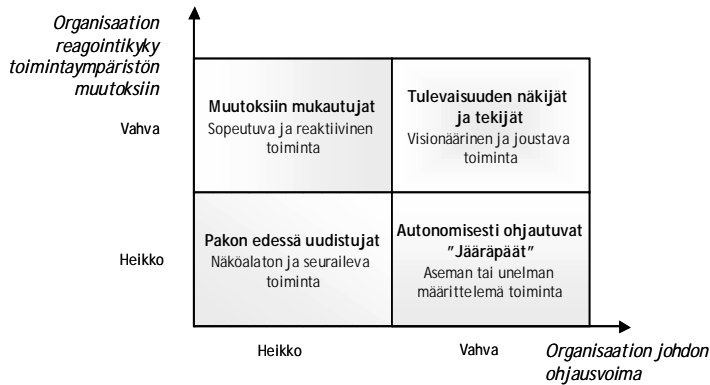 Organisaation
reagointikyky
toimintaympäristön
muutoksiin
Vahva
Muutoksiin mukautujat
Sopeutuva ja reaktiivinen
toiminta
Tulevaisuuden näkijät
ja tekijät
Visionäärinen ja joustava
toiminta
Heikko
Pakon edessä uudistujat
Näköalaton ja seuraileva
toiminta
Autonomisesti ohjautuvat
"Jääräpäät"
Aseman tai unelman
määrittelemä toiminta
Heikko
Vahva
Organisaation johdon
ohjausvoima